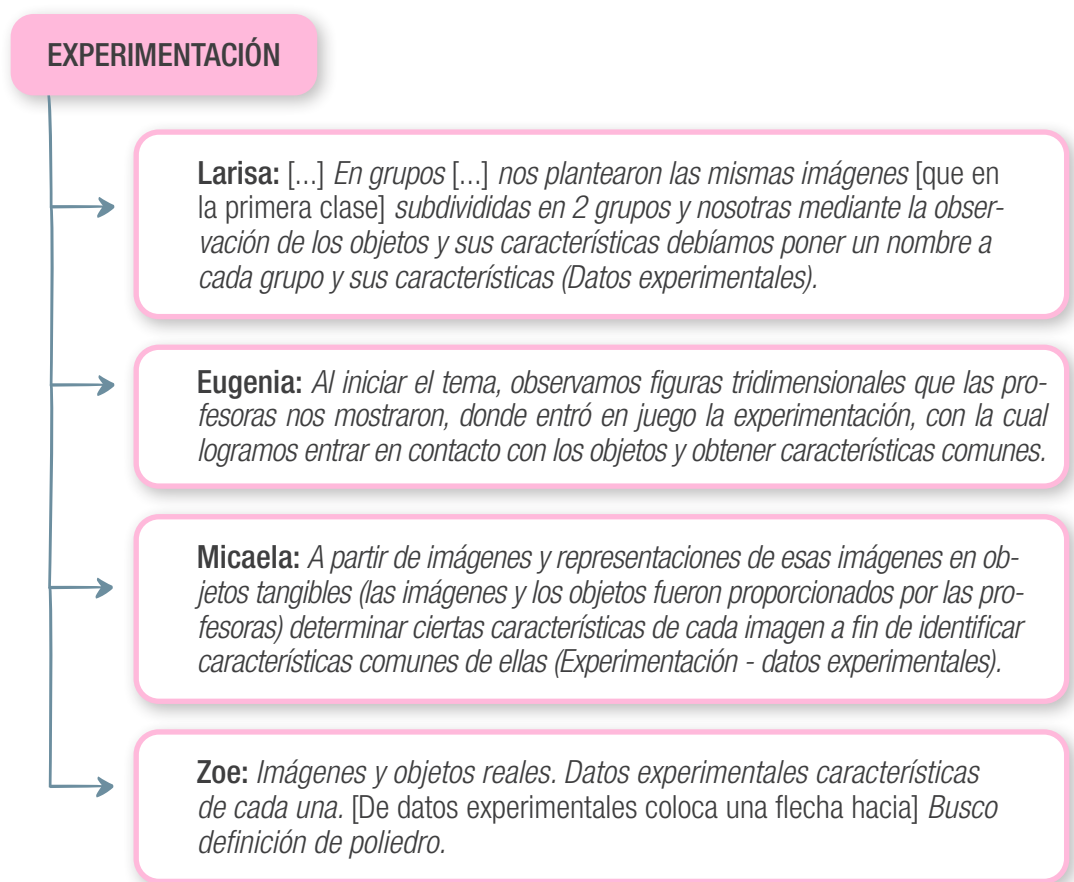 EXPERIMENTACIÓN
Larisa: [...] En grupos [...] nos plantearon las mismas imágenes [que en
la primera clase] subdivididas en 2 grupos y nosotras mediante la obser-
vación de los objetos y sus características debíamos poner un nombre a
cada grupo y sus características (Datos experimentales).
Eugenia: Al iniciar el tema, observamos figuras tridimensionales que las pro-
fesoras nos mostraron, donde entró en juego la experimentación, con la cual
logramos entrar en contacto con los objetos y obtener características comunes.
Micaela: A partir de imágenes y representaciones de esas imágenes en ob-
jetos tangibles (las imágenes y los objetos fueron proporcionados por las pro-
fesoras) determinar ciertas características de cada imagen a fin de identificar
características comunes de ellas (Experimentación - datos experimentales).
Zoe: Imágenes y objetos reales. Datos experimentales características
de cada una. [De datos experimentales coloca una flecha hacia] Busco
definición de poliedro.